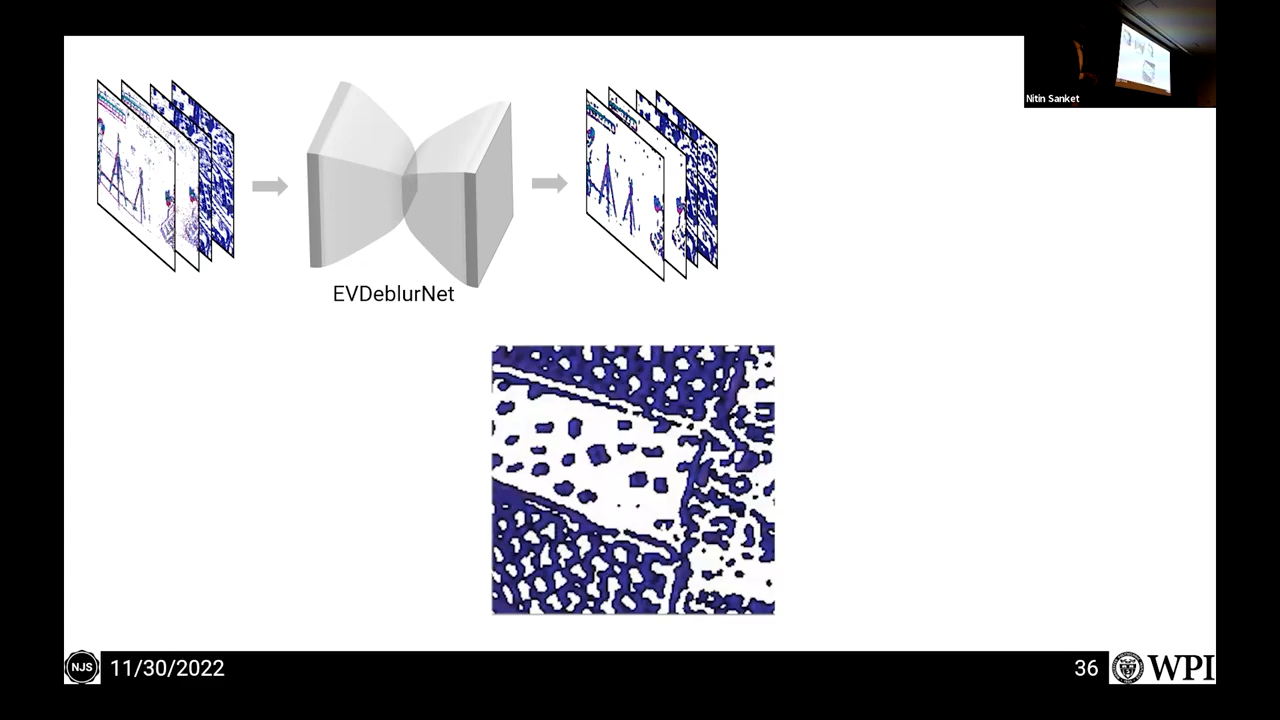 Nitin Sanket
EVDeblurNet
NJS
11/30/2022
36
WPI